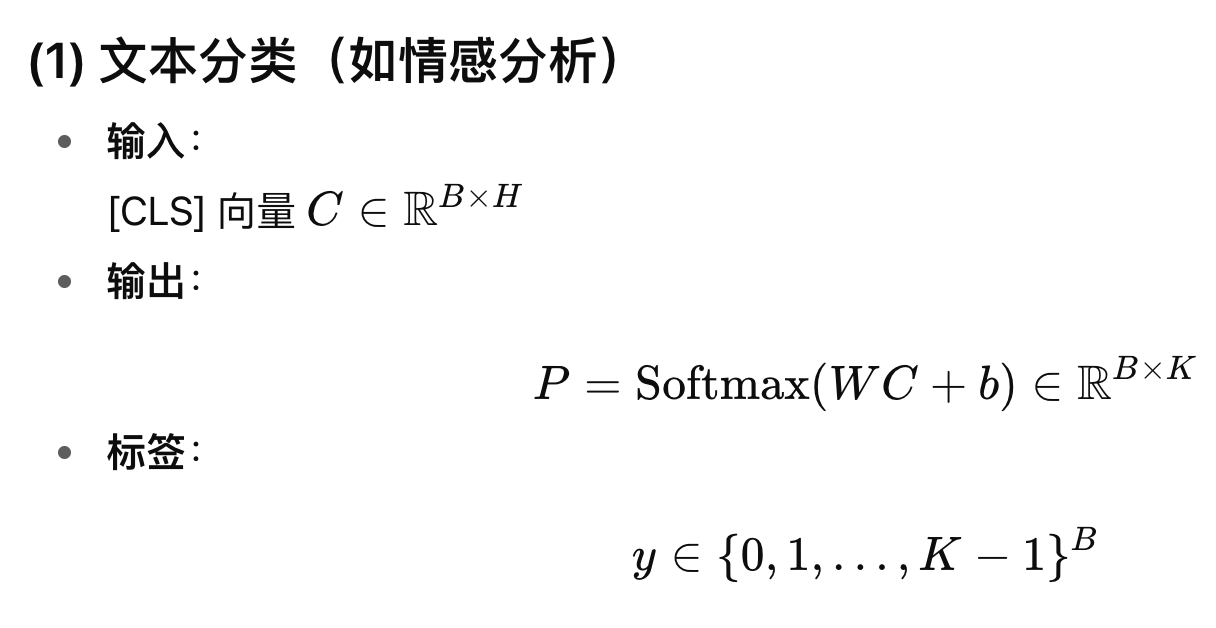 (1) 文本分类（如情感分析）
• 输入：
[CLS] 向量 $C \in \mathbb{R}^{B \times H}$
• 输出：
$P = \text{Softmax}(WC + b) \in \mathbb{R}^{B \times K}$
• 标签：
$y \in \{0, 1, \ldots, K - 1\}^{B}$